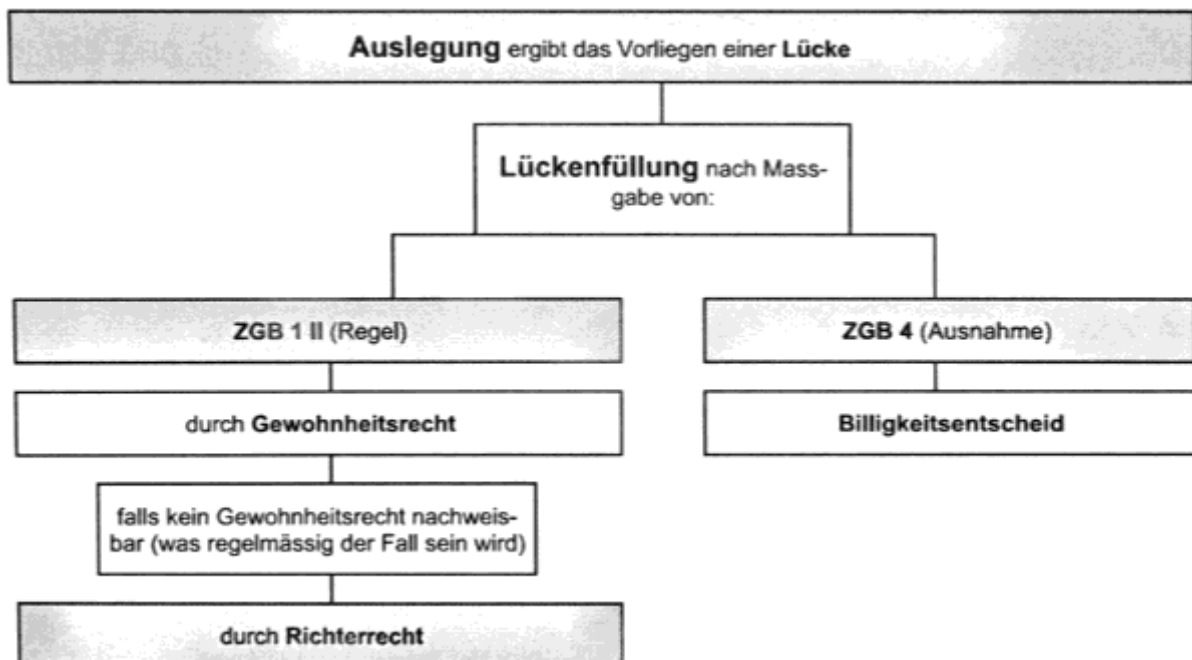 Auslegung ergibt das Vorliegen einer Lücke
Lückenfüllung nach Mass-
gabe von:
ZGB 1 II (Regel)
ZGB 4 (Ausnahme)
durch Gewohnheitsrecht
Billigkeitsentscheid
falls kein Gewohnheitsrecht nachweis-
bar (was regelmässig der Fall sein wird)
durch Richterrecht